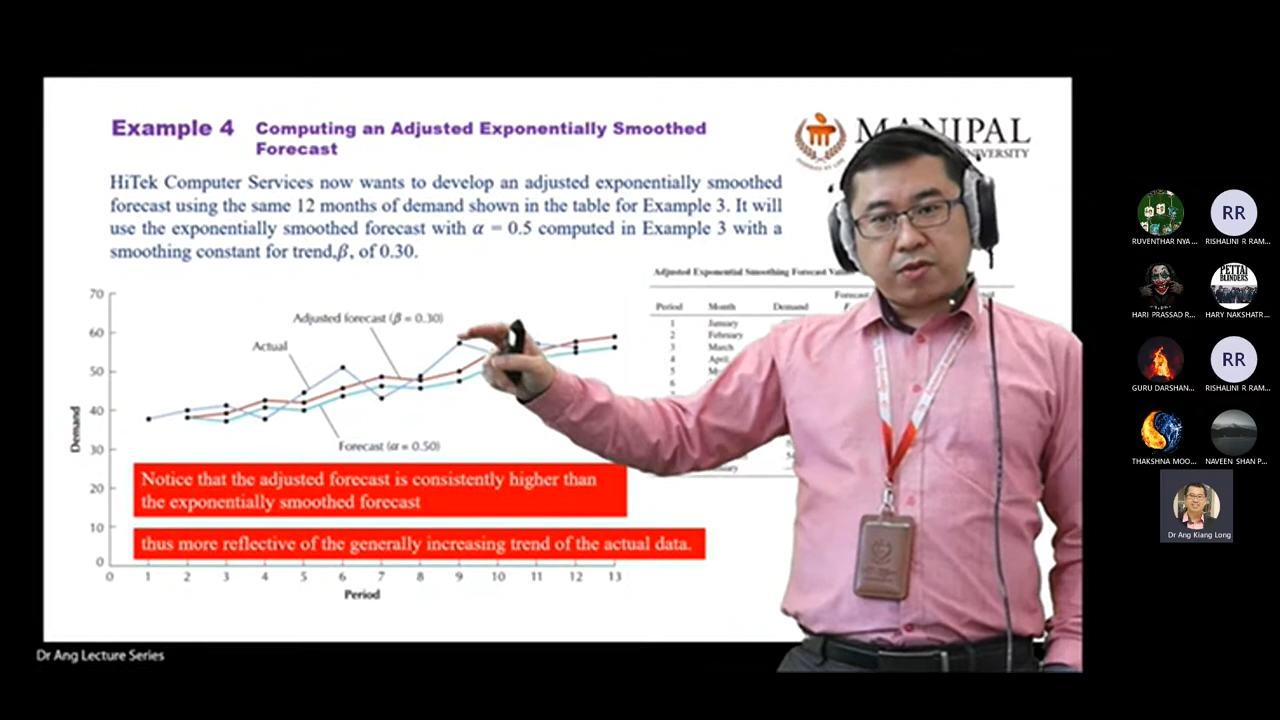 Example 4 Computing an Adjusted Exponentially Smoothed
Forecast
MANIPAL
UNIVERSITY
HiTek Computer Services now wants to develop an adjusted exponentially smoothed
forecast using the same 12 months of demand shown in the table for Example 3. It will
use the exponentially smoothed forecast with α = 0.5 computed in Example 3 with a
smoothing constant for trend,β, of 0.30.
Adjusted Exponential Smoothing Forecast
Period Month Demand
1 January
2 February
3 March
4 April
5
6
70
60
50
40
30
20
10
0
Demand
Adjusted forecast (β = 0.30)
Actual
Forecast (α = 0.50)
Notice that the adjusted forecast is consistently higher than
the exponentially smoothed forecast
thus more reflective of the generally increasing trend of the actual data.
0 1 2 3 4 5 6 7 8 9 10 11 12 13
Period
Dr Ang Lecture Series
RR
RUVENTHAR NYA...
RISHALINI R RAM...
PETTAI
BLINDERS
HARI PRASSAD R...
HARY NAKSHATR...
RR
GURU DARSHAN...
RISHALINI R RAM...
THAKSHNA MOO...
NAVEEN SHAN P...
Dr Ang Kiang Long